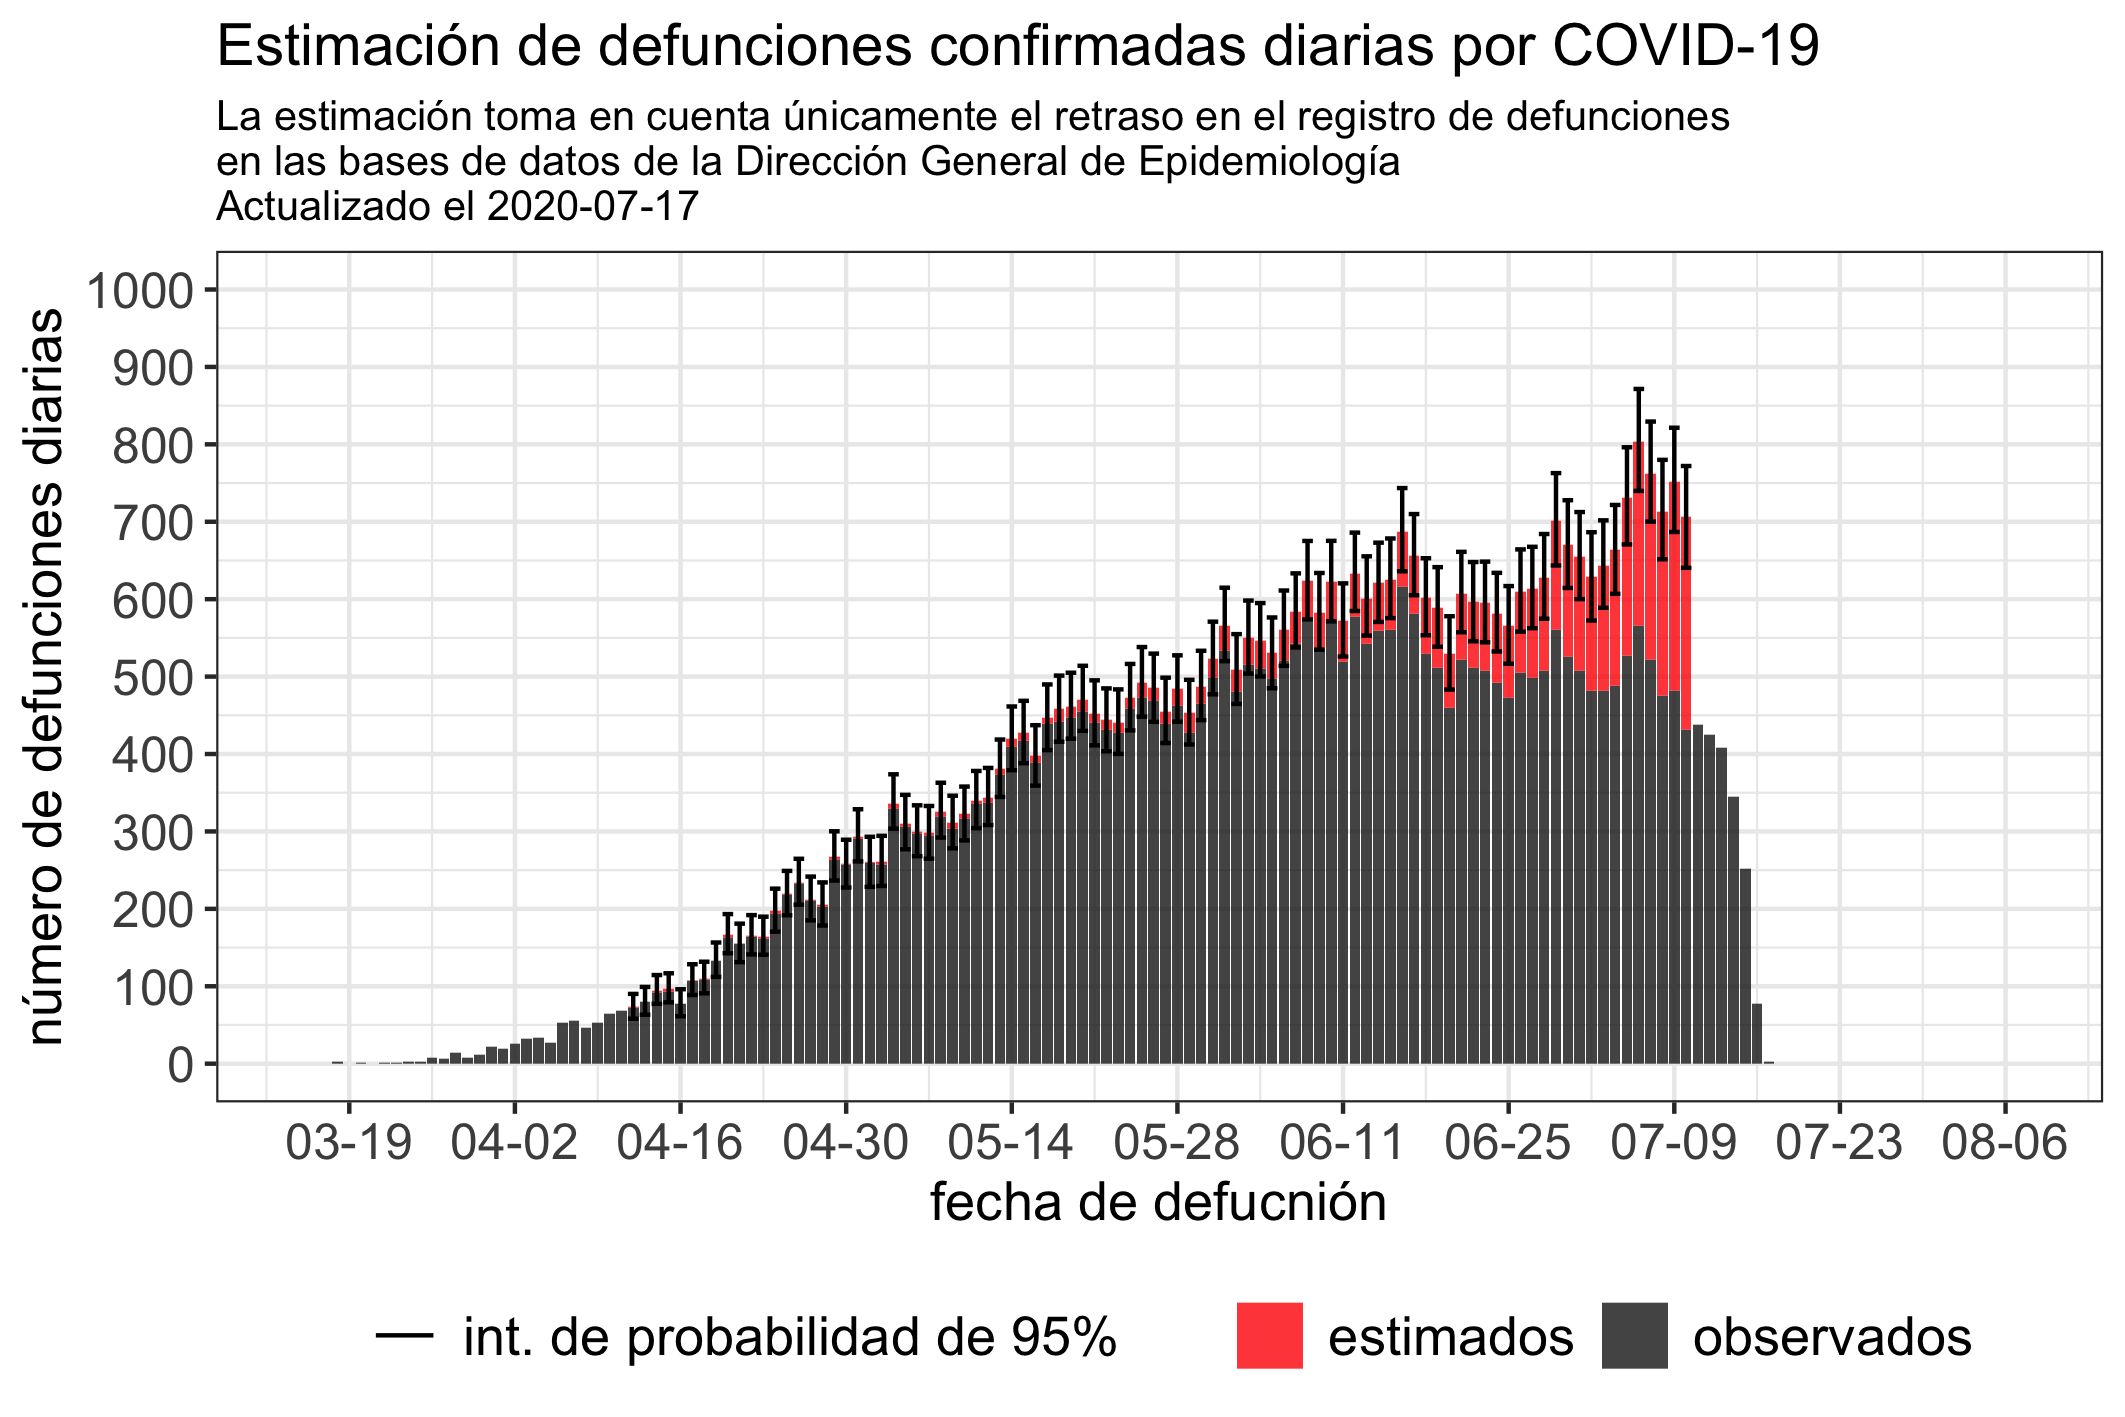 Estimación de defunciones confirmadas diarias por COVID-19
La estimación toma en cuenta únicamente el retraso en el registro de defunciones
en las bases de datos de la Dirección General de Epidemiología
Actualizado el 2020-07-17
número de defunciones diarias
1000
900
800
700
600
500
400
300
200
100
0
03-19 04-02 04-16 04-30 05-14 05-28 06-11 06-25 07-09 07-23 08-06
fecha de defucnión
int. de probabilidad de 95% estimados observados